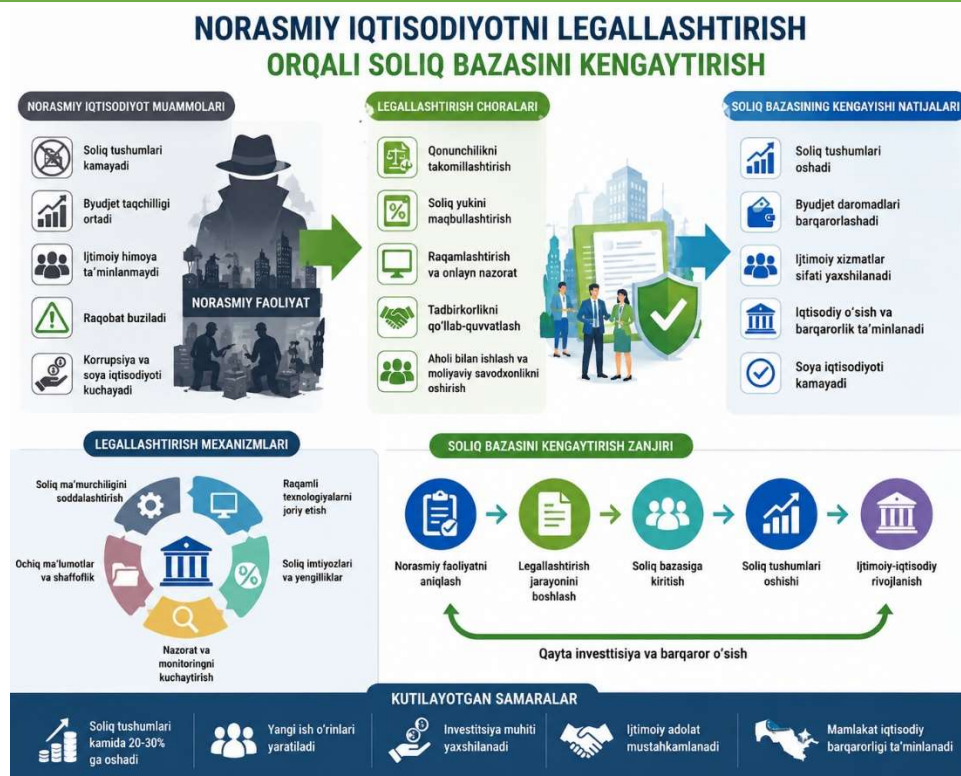 NORASMIY IQTISODIYOTNI LEGALLASHTIRISH
ORQALI SOLIQ BAZASINI KENGAYTIRISH
NORASMIY IQTISODIYOT MUAMMOLARI
Soliq tushumlari
kamayadi
Byudjet taqchilligi
ortadi
Ijtimoiy himoya
ta'minlanmaydi
Raqobat buziladi
Korrupsiya va
soya iqtisodiyoti
kuchayadi
NORASMIY FAOLIYAT
LEGALLASHTIRISH CHORALARI
Qonunchilikni
takomillashtirish
Soliq yukini
maqbullashtirish
Raqamlashtirish
va onlayn nazorat
Tadbirkorlikni
qo'llab-quvvatlash
Aholi bilan ishlash va
moliyaviy savodxonlikni
oshirish
SOLIQ BAZASINING KENGAYISHI NATIJALARI
Soliq tushumlari
oshadi
Byudjet daromadlari
barqarorlashadi
Ijtimoiy xizmatlar
sifati yaxshilanadi
Iqtisodiy o'sish va
barqarorlik ta'minlanadi
Soya iqtisodiyoti
kamayadi
LEGALLASHTIRISH MEXANIZMLARI
Soliq ma'murchiligini
soddalashtirish
Raqamli
texnologiyalarni
joriy etish
Ochiq ma'lumotlar
va shaffoflik
Soliq imtiyozlari
va yengilliklar
Nazorat va
monitoringni
kuchaytirish
SOLIQ BAZASINI KENGAYTIRISH ZANJIRI
Norasmiy faoliyatni
aniqlash
Legallashtirish
jarayonini
boshlash
Soliq bazasiga
kiritish
Soliq tushumlari
oshishi
Ijtimoiy-iqtisodiy
rivojlanish
Qayta investtisiya va barqaror o'sish
KUTILAYOTGAN SAMARALAR
Soliq tushumlari
kamida 20-30%
ga oshadi
Yangi ish o'rinlari
yaratiladi
Investitsiya muhiti
yaxshilanadi
Ijtimoiy adolat
mustahkamlanadi
Mamlakat iqtisodiy
barqarorligi ta'minlanadi